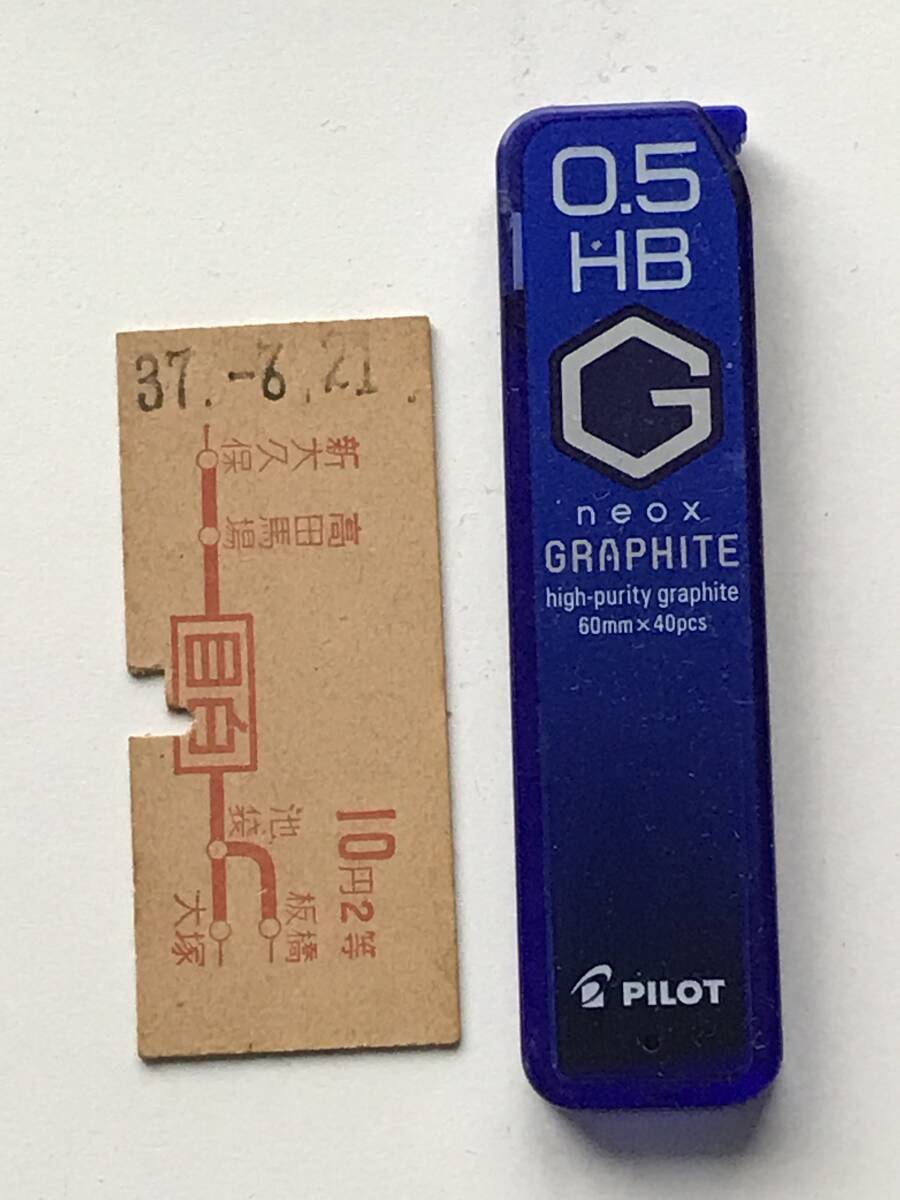 37.-6.21.
新大久保
高田馬場
目白
池袋
板橋
大塚
10円2等
0.5
HB
G
neox
GRAPHITE
high-purity graphite
60mm×40pcs
PILOT